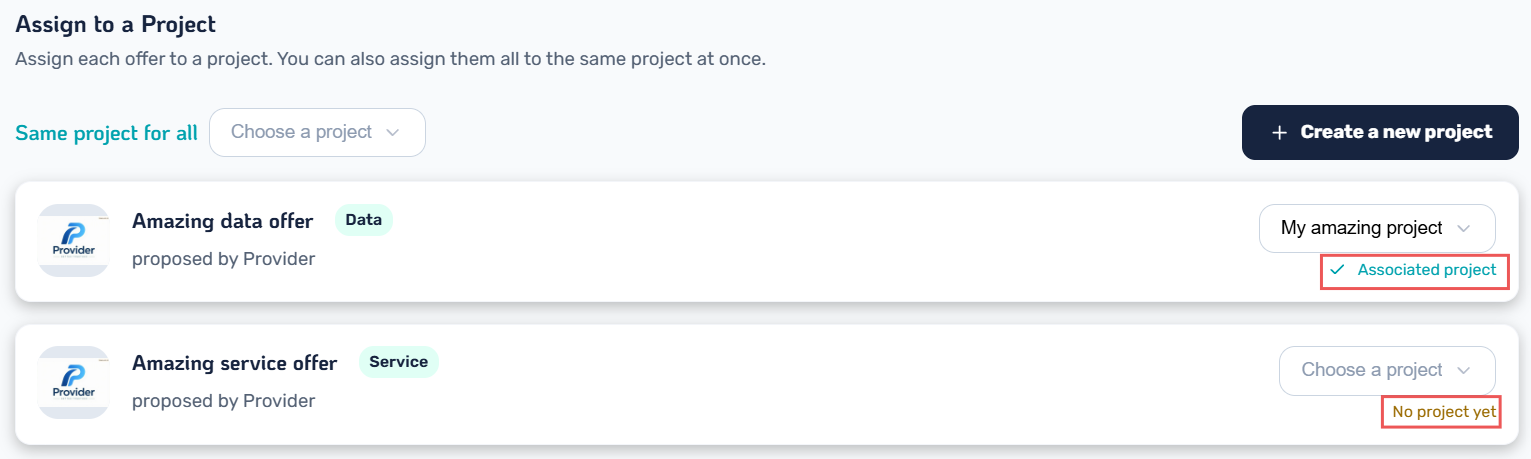 Assign to a Project
Assign each offer to a project. You can also assign them all to the same project at once.
Same project for all
Choose a project
+ Create a new project
Provider
Amazing data offer
Data
proposed by Provider
My amazing project
Associated project
Provider
Amazing service offer
Service
proposed by Provider
Choose a project
No project yet